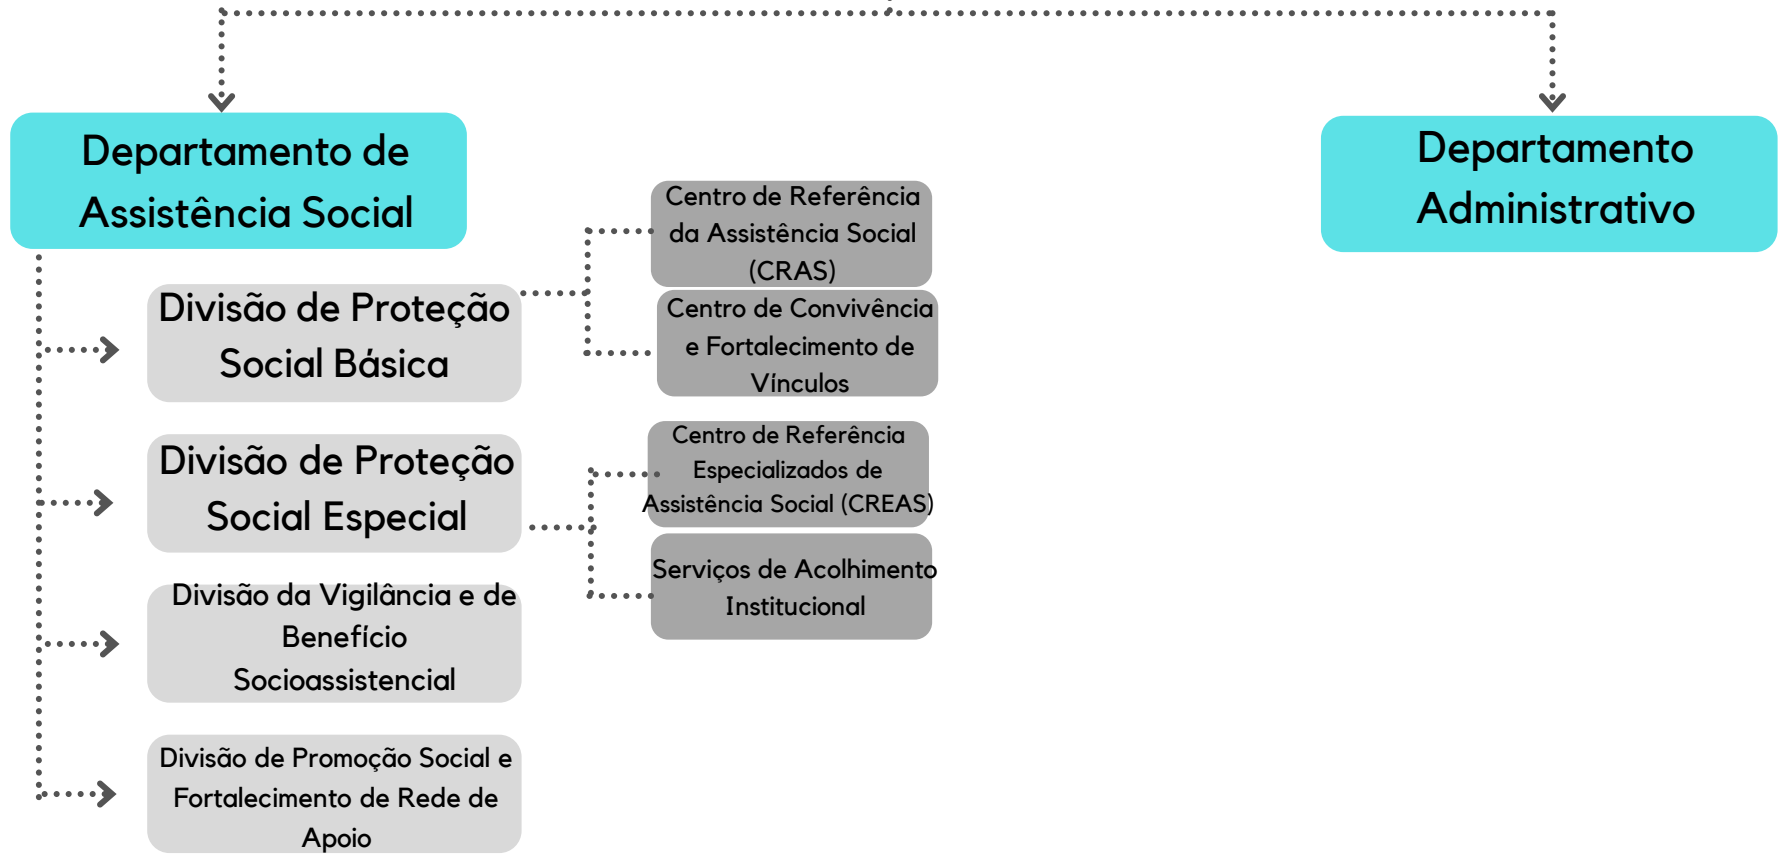 Departamento de
Assistência Social
Departamento
Administrativo
Divisão de Proteção
Social Básica
Centro de Referência
da Assistência Social
(CRAS)
Centro de Convivência
e Fortalecimento de
Vínculos
Divisão de Proteção
Social Especial
Centro de Referência
Especializados de
Assistência Social (CREAS)
Serviços de Acolhimento
Institucional
Divisão da Vigilância e de
Benefício
Socioassistencial
Divisão de Promoção Social e
Fortalecimento de Rede de
Apoio